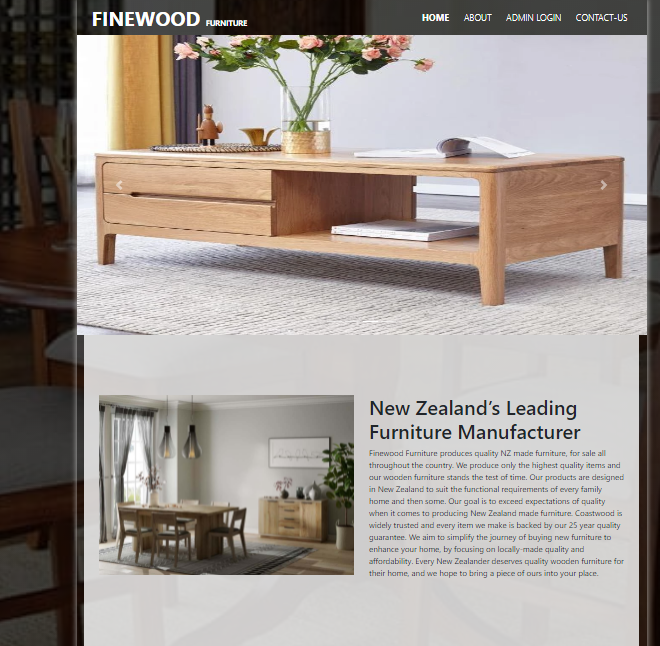 FINEWOOD FURNITURE HOME ABOUT ADMIN LOGIN CONTACT-US
New Zealand's Leading
Furniture Manufacturer
Finewood Furniture produces quality NZ made furniture, for sale all
throughout the country. We produce only the highest quality items and
our wooden furniture stands the test of time. Our products are designed
in New Zealand to suit the functional requirements of every family
home and then some. Our goal is to exceed expectations of quality
when it comes to producing New Zealand made furniture. Coastwood is
widely trusted and every item we make is backed by our 25 year quality
guarantee. We aim to simplify the journey of buying new furniture to
enhance your home, by focusing on locally-made quality and
affordability. Every New Zealander deserves quality wooden furniture for
their home, and we hope to bring a piece of ours into your place.